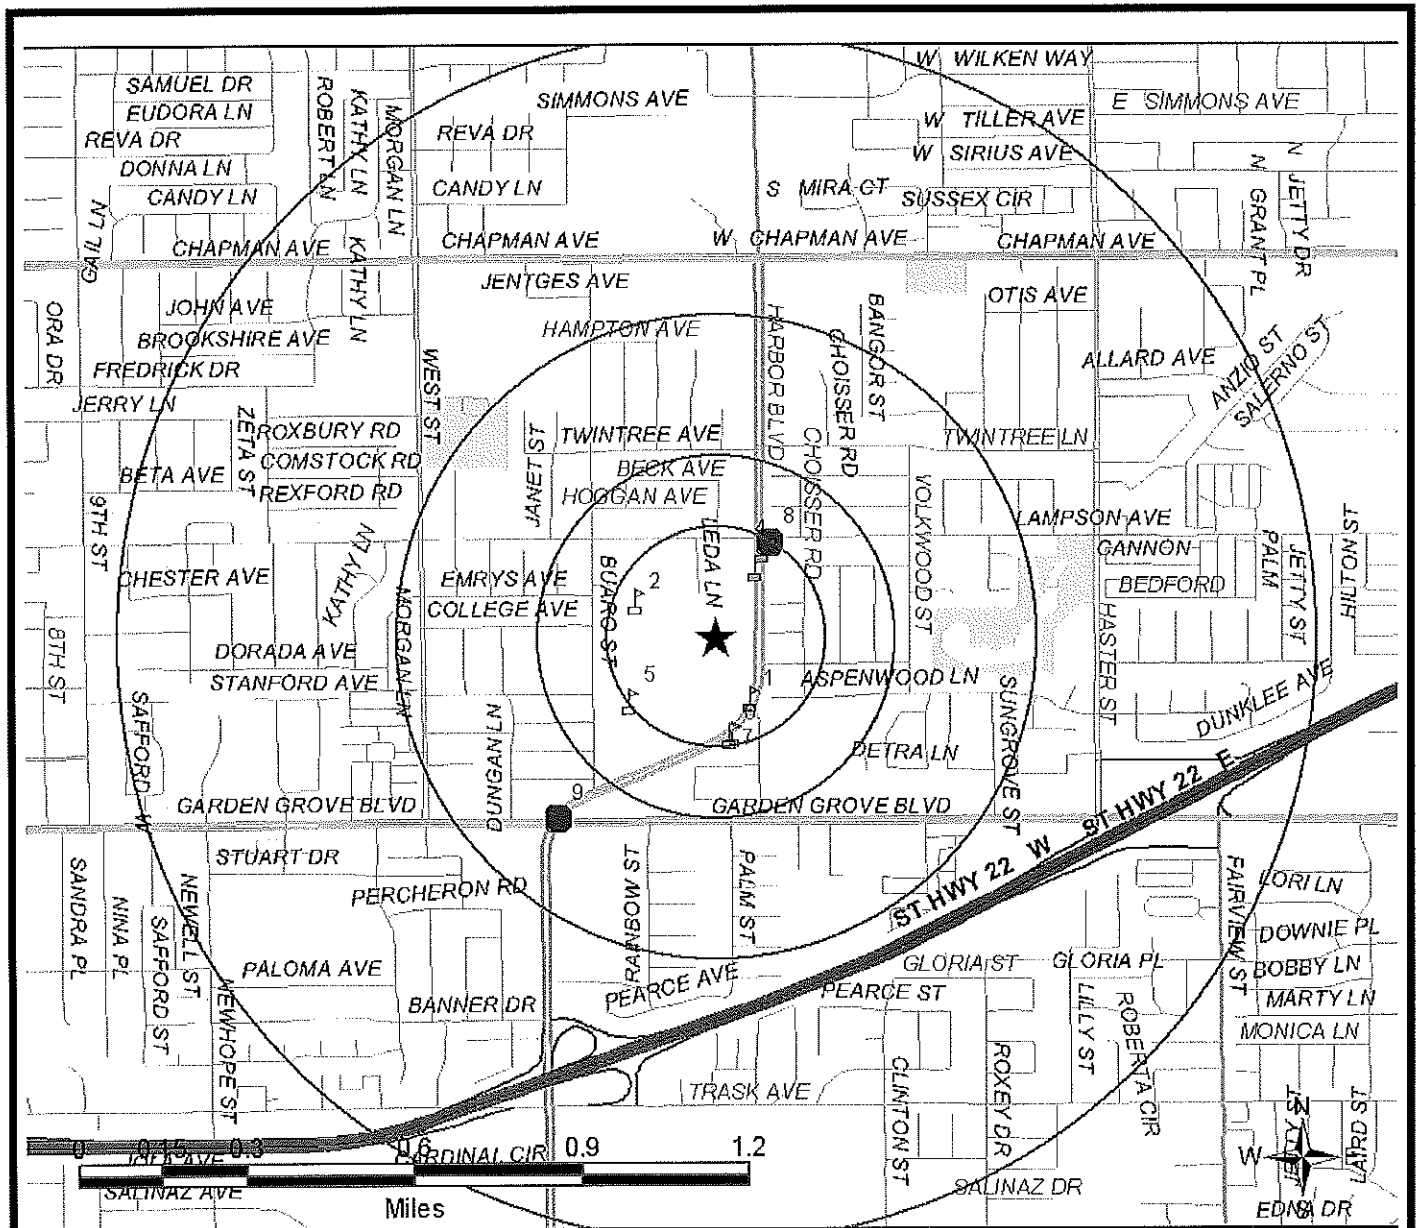 W WILKEN WAY
SAMUEL DR
SIMMONS AVE
E SIMMONS AVE
EUDORA LN
ROBERT LN
KATHY LN
MORGAN LN
W TILLER AVE
REVA DR
REVA DR
W SIRIUS AVE
N JETTY DR
N GRANT PL
DONNA LN
CANDY LN
CANDY LN
S MIRA CT
SUSSEX CIR
GAIL LN
CHAPMAN AVE
KATHY LN
CHAPMAN AVE
W CHAPMAN AVE
CHAPMAN AVE
JENTGES AVE
OTIS AVE
ORA DR
JOHN AVE
HAMPTON AVE
HARBOR BLVD
BANGOR ST
CHOISSER RD
BROOKSHIRE AVE
WEST ST
ALLARD AVE
ANZIO ST
SALERNO ST
FREDRICK DR
JERRY LN
ZETA ST
ROXBURY RD
JANET ST
TWINTREE AVE
CHOISSER RD
TWINTREE LN
COMSTOCK RD
BETA AVE
BECK AVE
REXFORD RD
HOGGAN AVE
9TH ST
VOLKWOOD ST
LAMPSON AVE
8
4
LEDA LN
KATHY LN
CANNON
PALM
JETTY ST
HILTON ST
CHESTER AVE
EMRYS AVE
BUARO ST
2
BEDFORD
COLLEGE AVE
MORGAN LN
HASTER ST
8TH ST
DORADA AVE
STANFORD AVE
5
1
ASPENWOOD LN
SUNGROVE ST
DUNKLEE AVE
SAFFORD W
DUNGAN LN
6
7
DETRA LN
ST HWY 22 E
9
GARDEN GROVE BLVD
GARDEN GROVE BLVD
ST HWY 22 W
STUART DR
SANDRA PL
NINA PL
SAFFORD ST
NEWELL ST
PERCHERON RD
RAINBOW ST
PALM ST
FAIRVIEW ST
LORI LN
DOWNIE PL
PALOMA AVE
NEWHOPE ST
PEARCE AVE
GLORIA ST
GLORIA PL
BOBBY LN
BANNER DR
PEARCE ST
LILLY ST
ROBERTA CIR
MARTY LN
MONICA LN
CLINTON ST
ROXEY DR
TRASK AVE
LAIRD ST
N
W
S
0 0.15 0.3 0.6 0.9 1.2
CARDINAL CIR
SALINAZ AVE
SALINAZ DR
Miles
EDNA DR